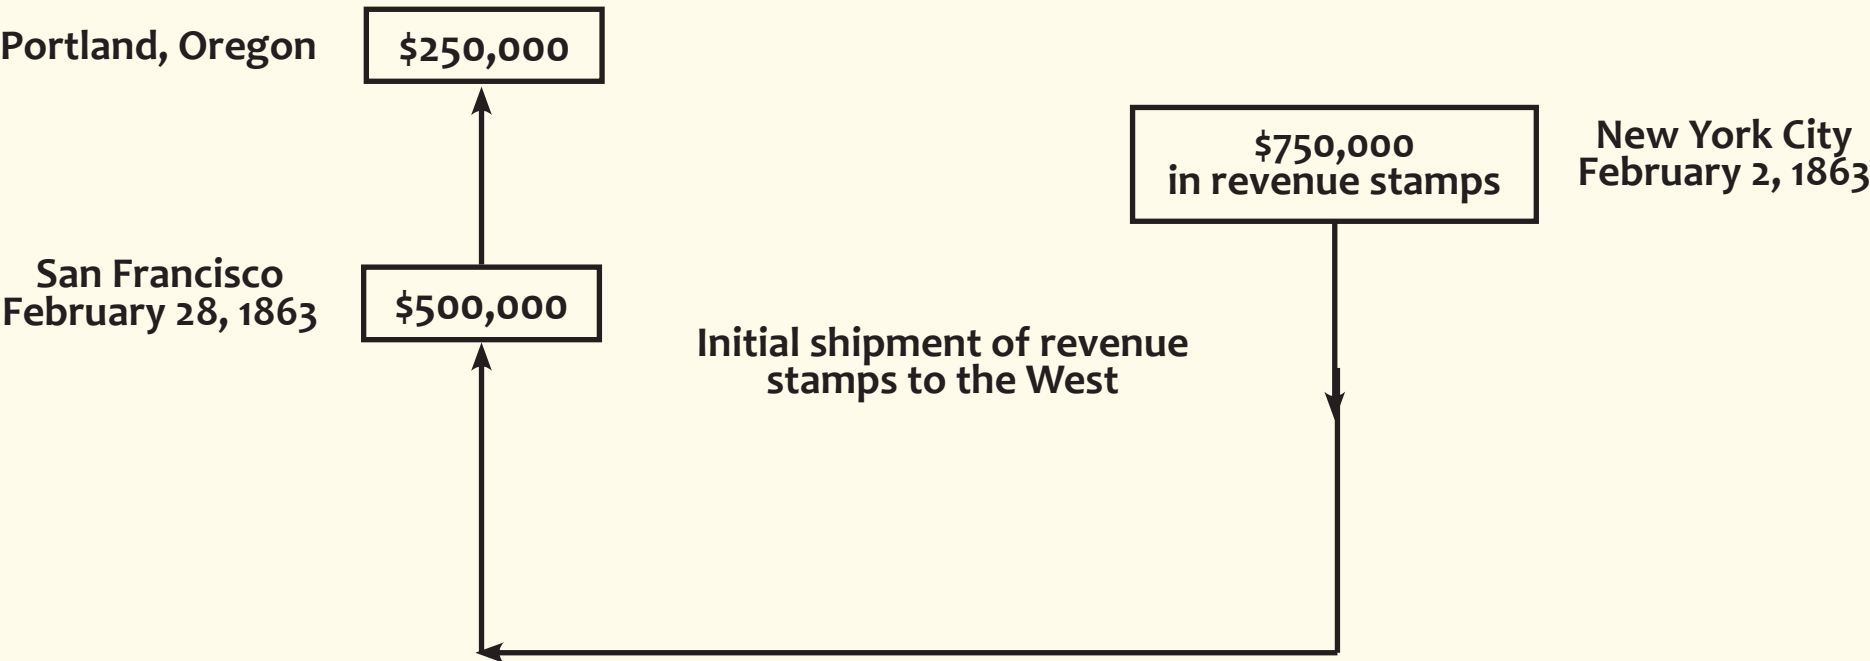 Portland, Oregon
$250,000
$750,000
in revenue stamps
New York City
February 2, 1863
San Francisco
February 28, 1863
$500,000
Initial shipment of revenue
stamps to the West